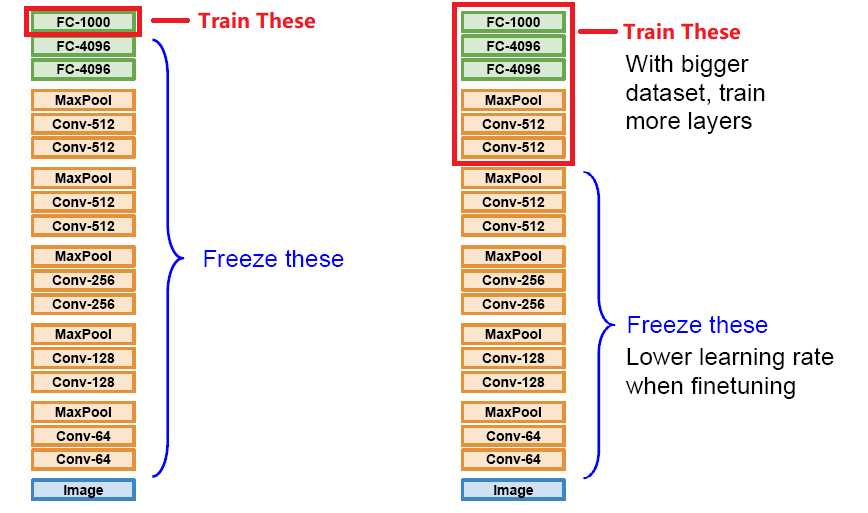 FC-1000
FC-4096
FC-4096
MaxPool
Conv-512
Conv-512
MaxPool
Conv-512
Conv-512
MaxPool
Conv-256
Conv-256
MaxPool
Conv-128
Conv-128
MaxPool
Conv-64
Conv-64
Image
Train These
Freeze these
FC-1000
FC-4096
FC-4096
MaxPool
Conv-512
Conv-512
MaxPool
Conv-512
Conv-512
MaxPool
Conv-256
Conv-256
MaxPool
Conv-128
Conv-128
MaxPool
Conv-64
Conv-64
Image
Train These
With bigger
dataset, train
more layers
Freeze these
Lower learning rate
when finetuning